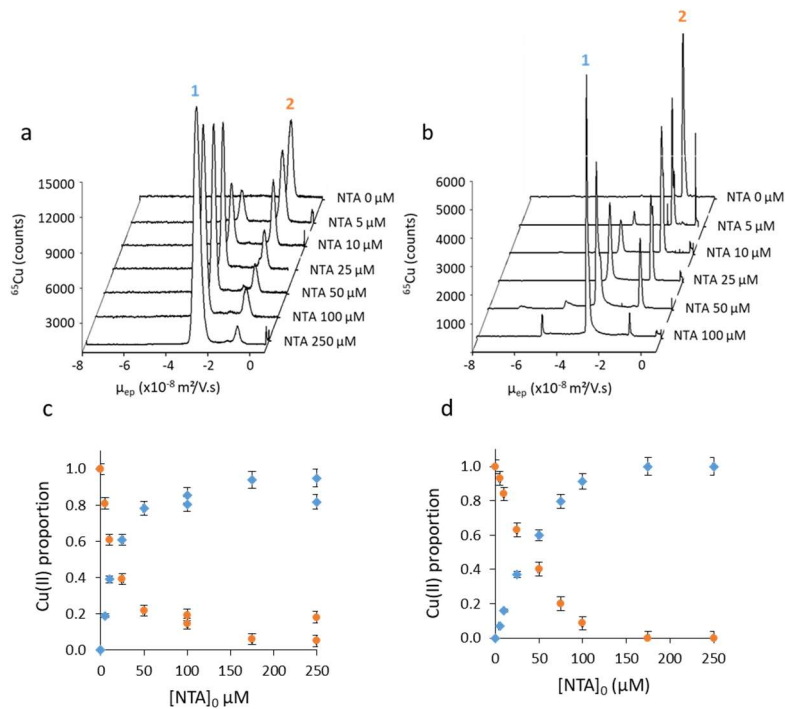 a
1
2
15000
12000
9000
6000
3000
⁶⁵Cu (counts)
NTA 0 µM
NTA 5 µM
NTA 10 µM
NTA 25 µM
NTA 50 µM
NTA 100 µM
NTA 250 µM
-8 -6 -4 -2 0
µep (x10⁻⁸ m²/V.s)
b
1
2
6000
5000
4000
3000
2000
1000
⁶⁵Cu (counts)
NTA 0 µM
NTA 5 µM
NTA 10 µM
NTA 25 µM
NTA 50 µM
NTA 100 µM
-8 -6 -4 -2 0
µep (x10⁻⁸ m²/V.s)
c
Cu(II) proportion
1.0
0.8
0.6
0.4
0.2
0.0
0 50 100 150 200 250
[NTA]₀ µM
d
Cu(II) proportion
1.0
0.8
0.6
0.4
0.2
0.0
0 50 100 150 200 250
[NTA]₀ (µM)